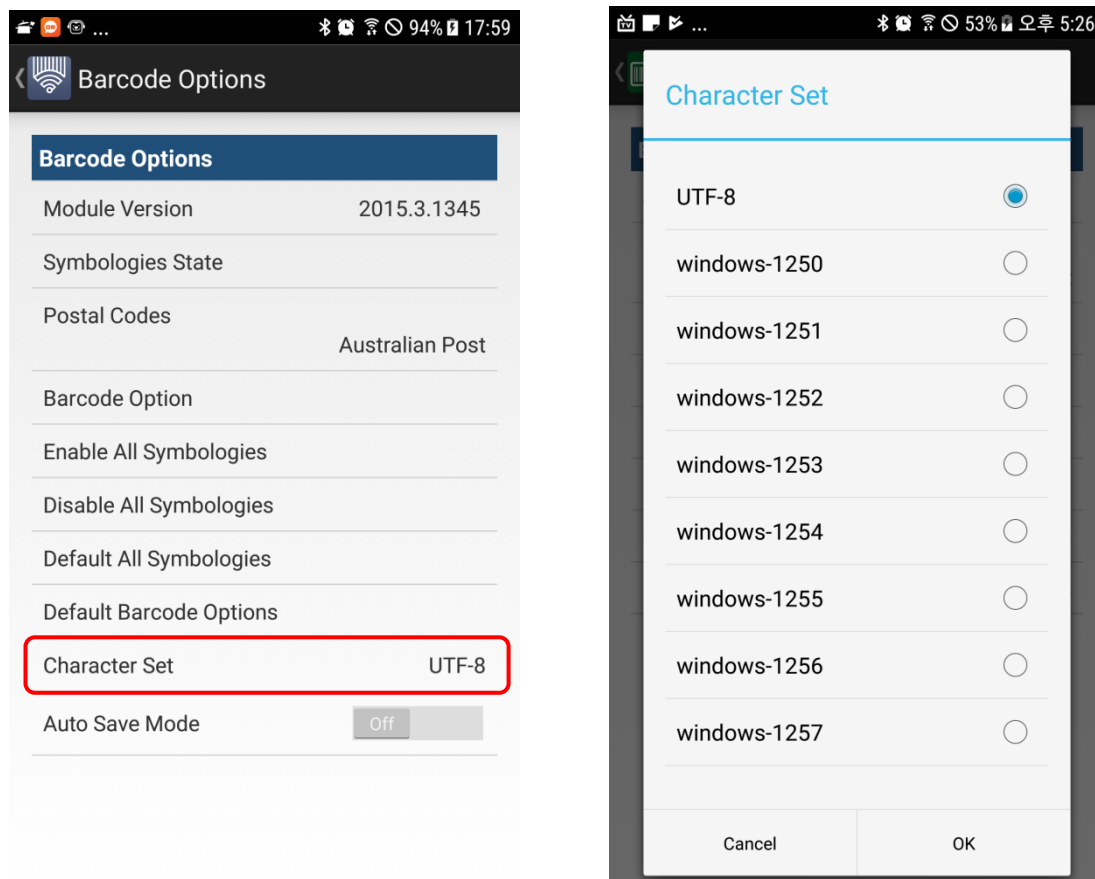 ... 94% 17:59
Barcode Options
Barcode Options
Module Version 2015.3.1345
Symbologies State
Postal Codes
Australian Post
Barcode Option
Enable All Symbologies
Disable All Symbologies
Default All Symbologies
Default Barcode Options
Character Set UTF-8
Auto Save Mode Off
... 53% 오후 5:26
Character Set
UTF-8
windows-1250
windows-1251
windows-1252
windows-1253
windows-1254
windows-1255
windows-1256
windows-1257
Cancel OK